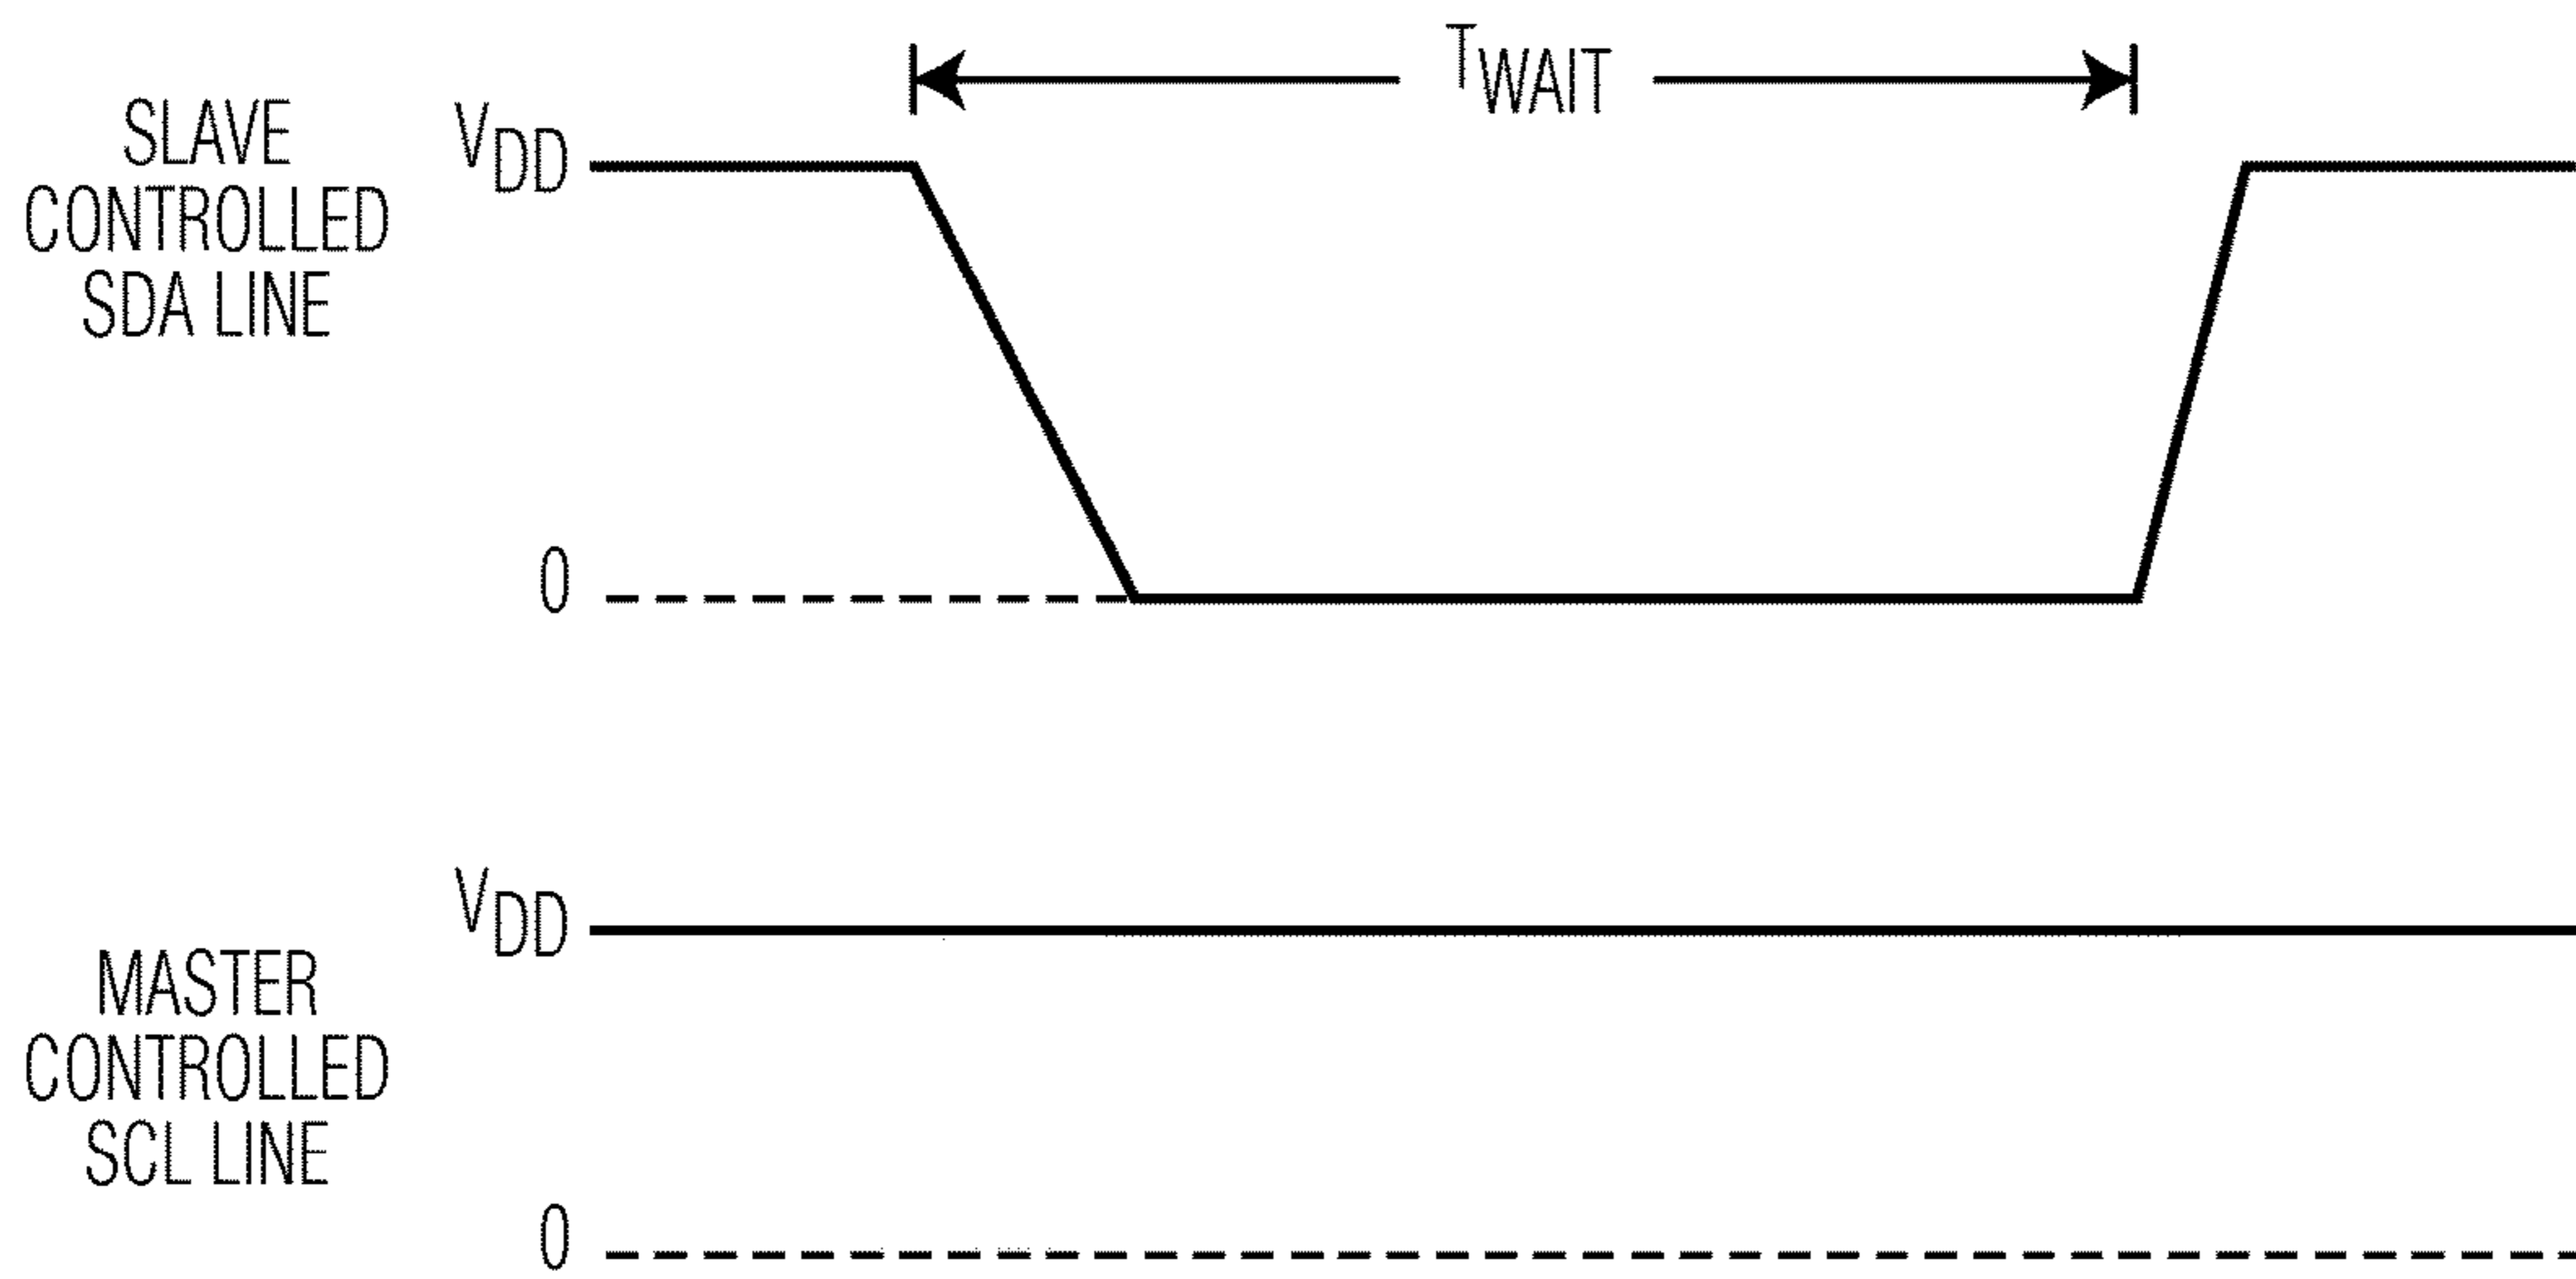 TWAIT
SLAVE
CONTROLLED
SDA LINE
VDD
0
VDD
MASTER
CONTROLLED
SCL LINE
0